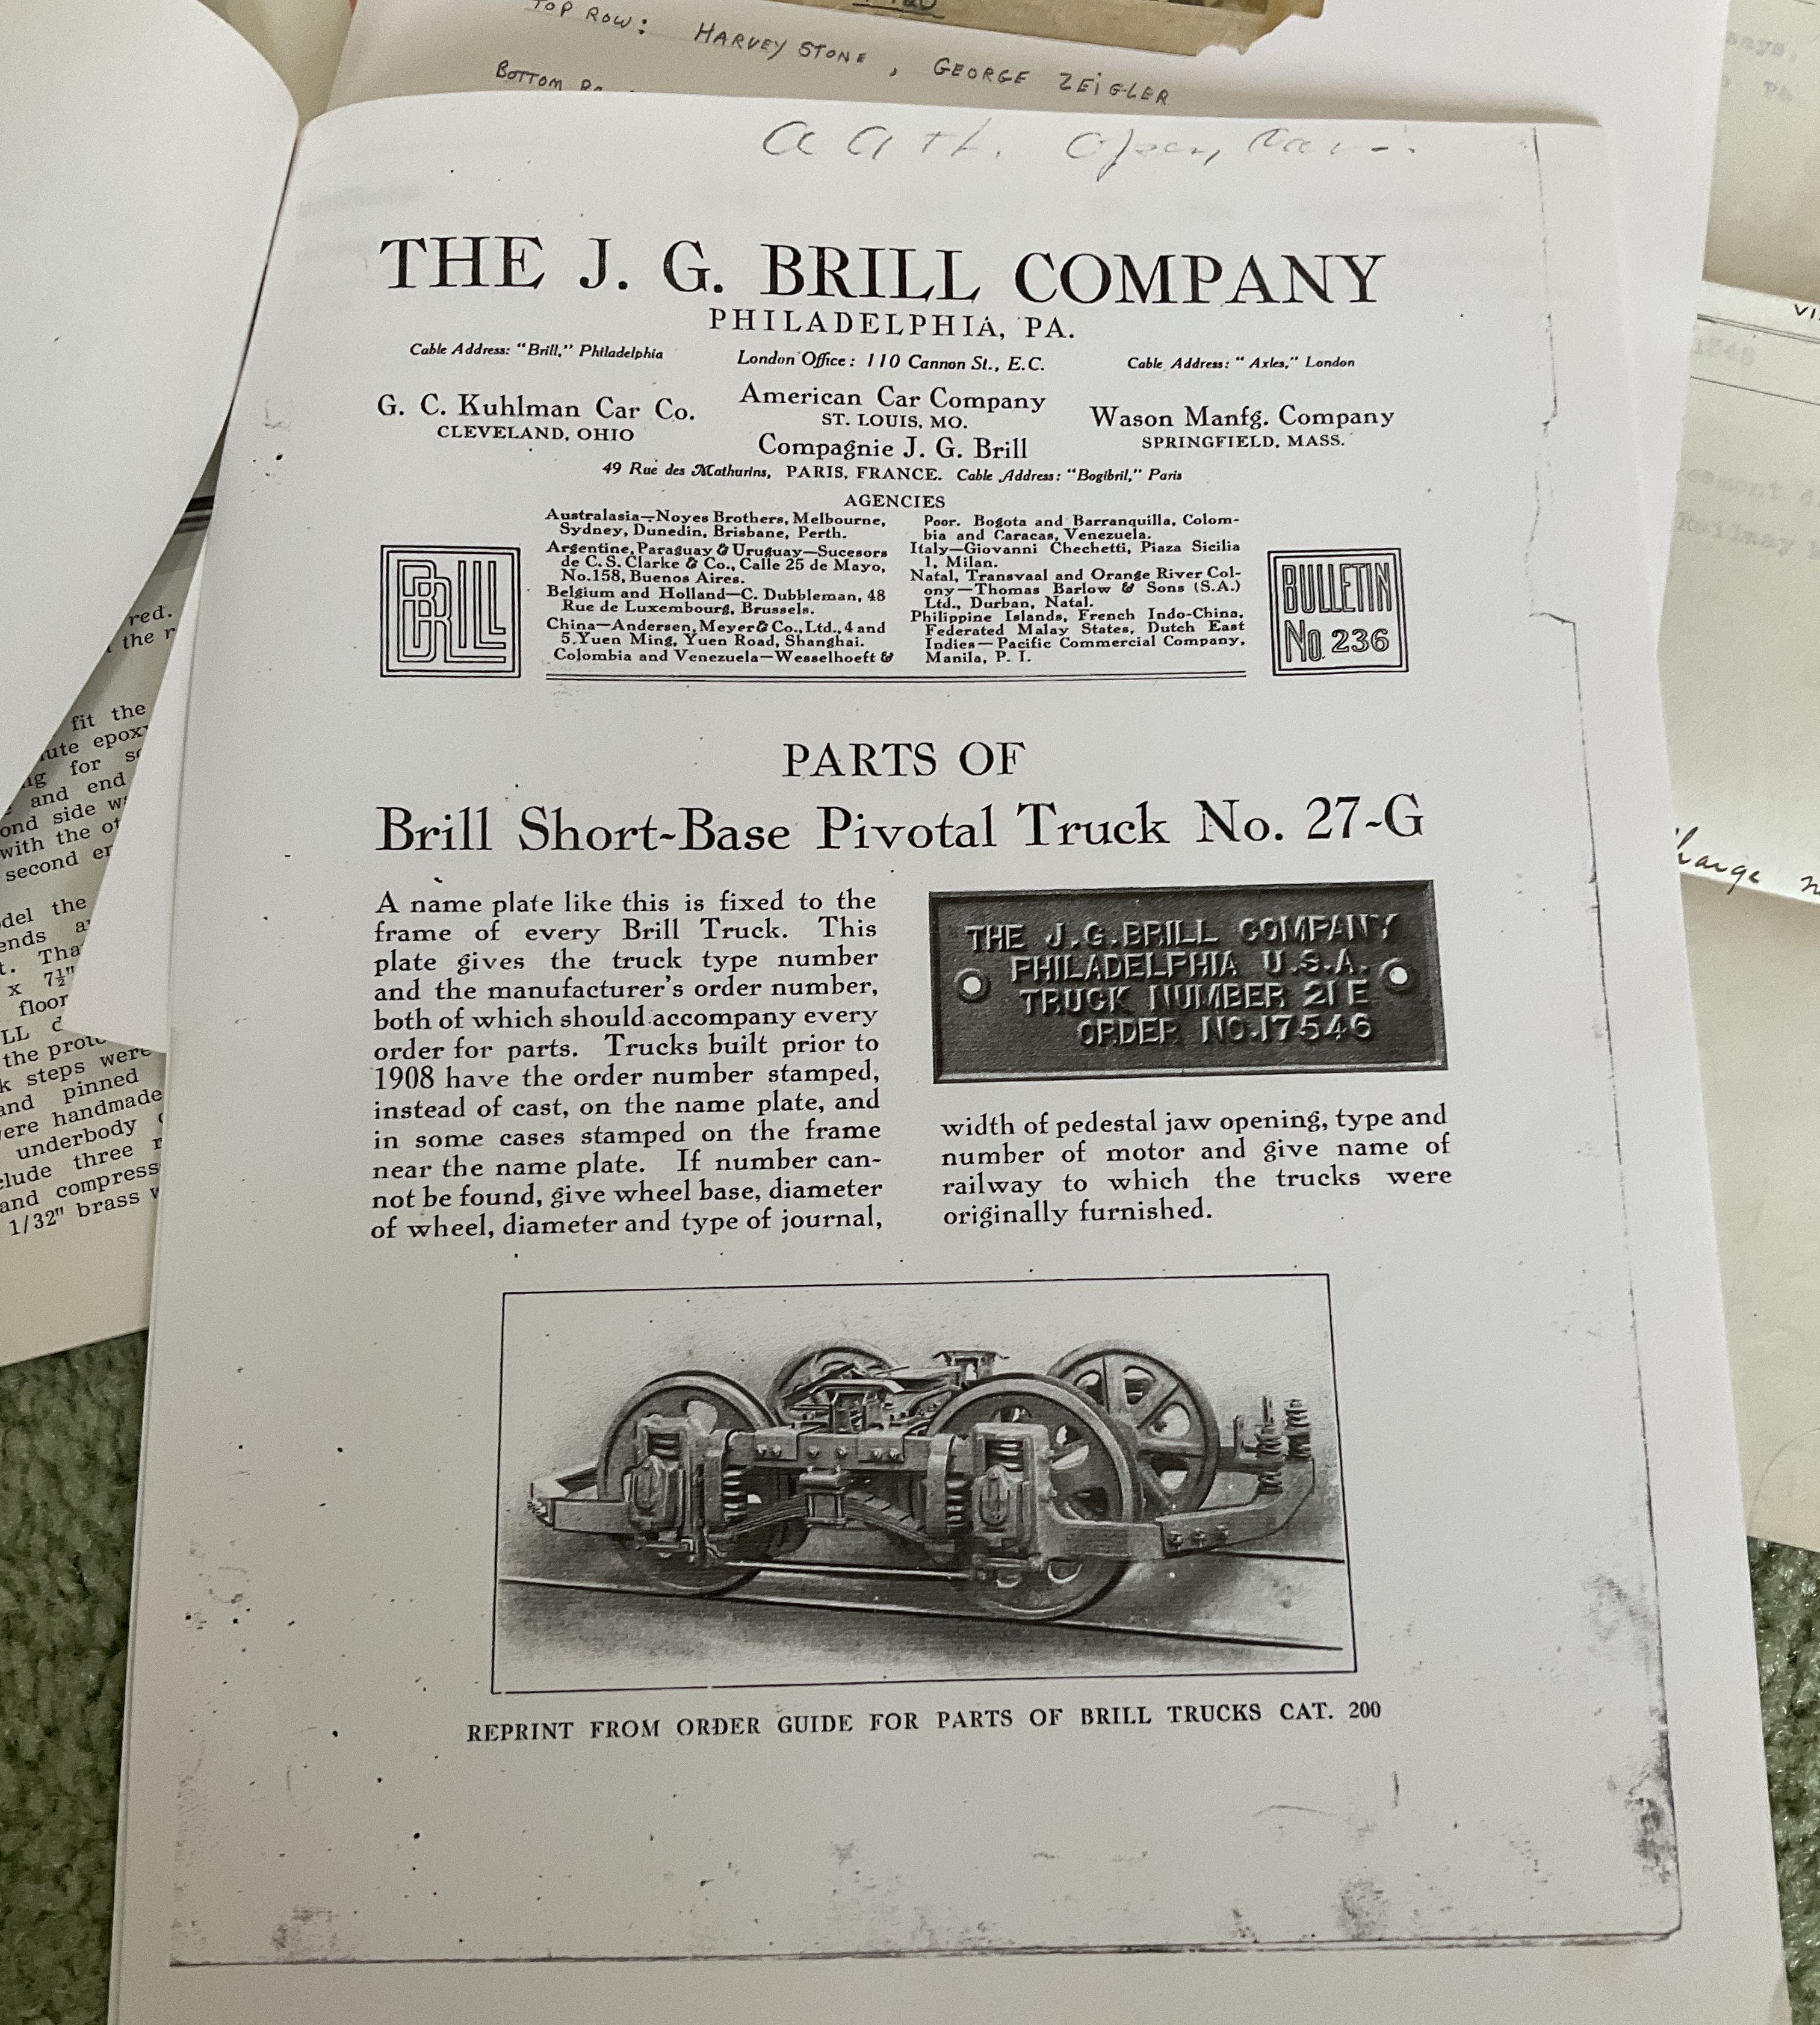 TOP ROW: HARVEY STONE, GEORGE ZEIGLER
BOTTOM
THE J. G. BRILL COMPANY
PHILADELPHIA, PA.
Cable Address: "Brill," Philadelphia
London Office: 110 Cannon St., E.C.
Cable Address: "Axles," London
G. C. Kuhlman Car Co.
CLEVELAND, OHIO
American Car Company
ST. LOUIS, MO.
Wason Manfg. Company
SPRINGFIELD, MASS.
Compagnie J. G. Brill
49 Rue des Mathurins, PARIS, FRANCE. Cable Address: "Bogibril," Paris
AGENCIES
BRILL
Australasia—Noyes Brothers, Melbourne,
Sydney, Dunedin, Brisbane, Perth.
Argentine, Paraguay & Uruguay—Sucesors
de C. S. Clarke & Co., Calle 25 de Mayo,
No. 158, Buenos Aires.
Belgium and Holland—C. Dubbleman, 48
Rue de Luxembourg, Brussels.
China—Andersen, Meyer & Co., Ltd., 4 and
5 Yuen Ming, Yuen Road, Shanghai.
Colombia and Venezuela—Wesselhoeft &
Poor. Bogota and Barranquilla, Colom-
bia and Caracas, Venezuela.
Italy—Giovanni Chechetti, Piaza Sicilia
1, Milan.
Natal, Transvaal and Orange River Col-
ony—Thomas Barlow & Sons (S.A.)
Ltd., Durban, Natal.
Philippine Islands, French Indo-China,
Federated Malay States, Dutch East
Indies—Pacific Commercial Company,
Manila, P. I.
BULLETIN
No. 236
PARTS OF
Brill Short-Base Pivotal Truck No. 27-G
A name plate like this is fixed to the
frame of every Brill Truck. This
plate gives the truck type number
and the manufacturer's order number,
both of which should accompany every
order for parts. Trucks built prior to
1908 have the order number stamped,
instead of cast, on the name plate, and
in some cases stamped on the frame
near the name plate. If number can-
not be found, give wheel base, diameter
of wheel, diameter and type of journal,
THE J.G.BRILL COMPANY
PHILADELPHIA U.S.A.
TRUCK NUMBER 21 E
ORDER NO.17546
width of pedestal jaw opening, type and
number of motor and give name of
railway to which the trucks were
originally furnished.
REPRINT FROM ORDER GUIDE FOR PARTS OF BRILL TRUCKS CAT. 200
red.
the
fit the
epoxy
for
and end
side
with the
second
the
ends
x 7½"
floor
the
steps were
and pinned
were handmade
underbody
three
and compress
1/32" brass